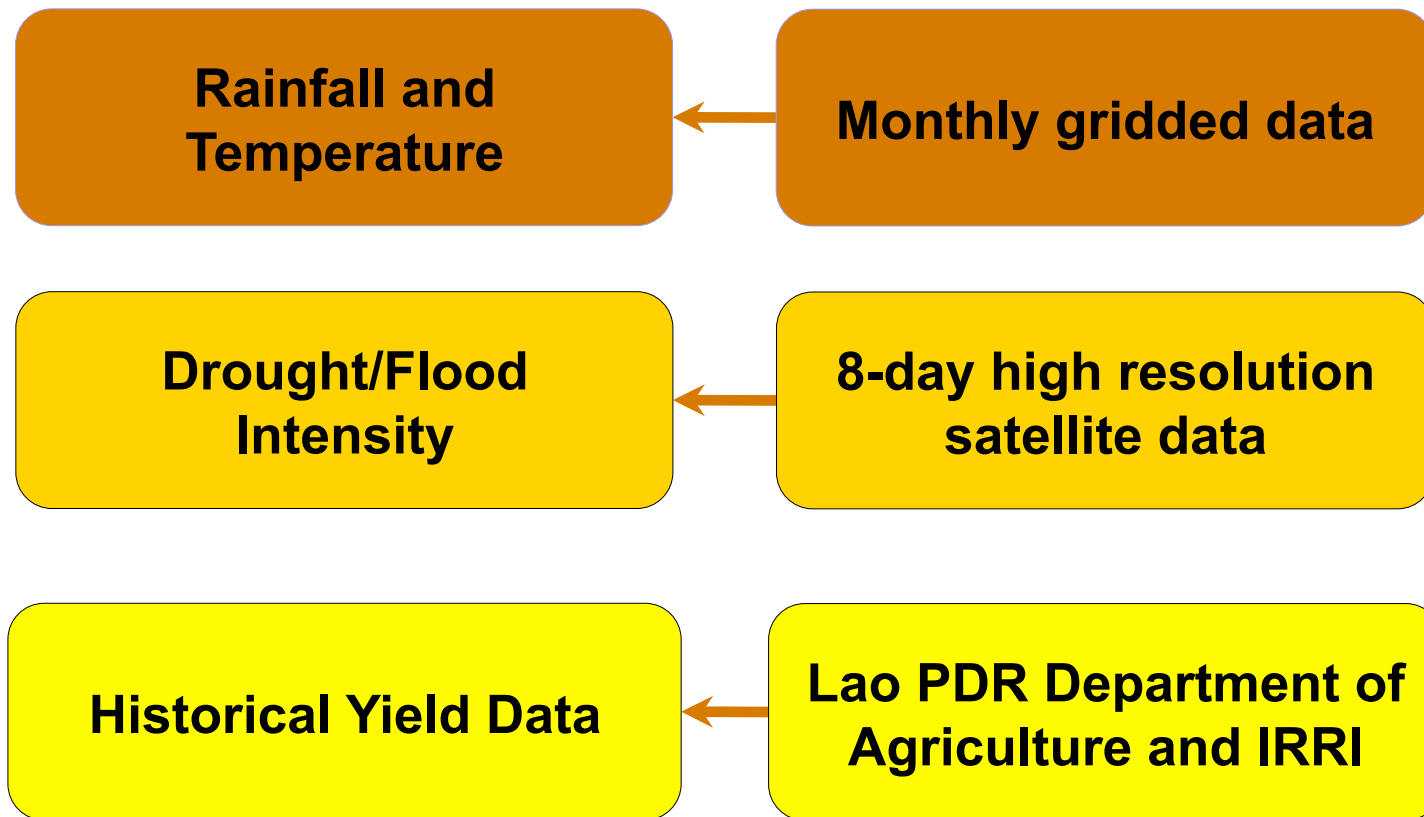 Rainfall and
Temperature
Monthly gridded data
Drought/Flood
Intensity
8-day high resolution
satellite data
Historical Yield Data
Lao PDR Department of
Agriculture and IRRI